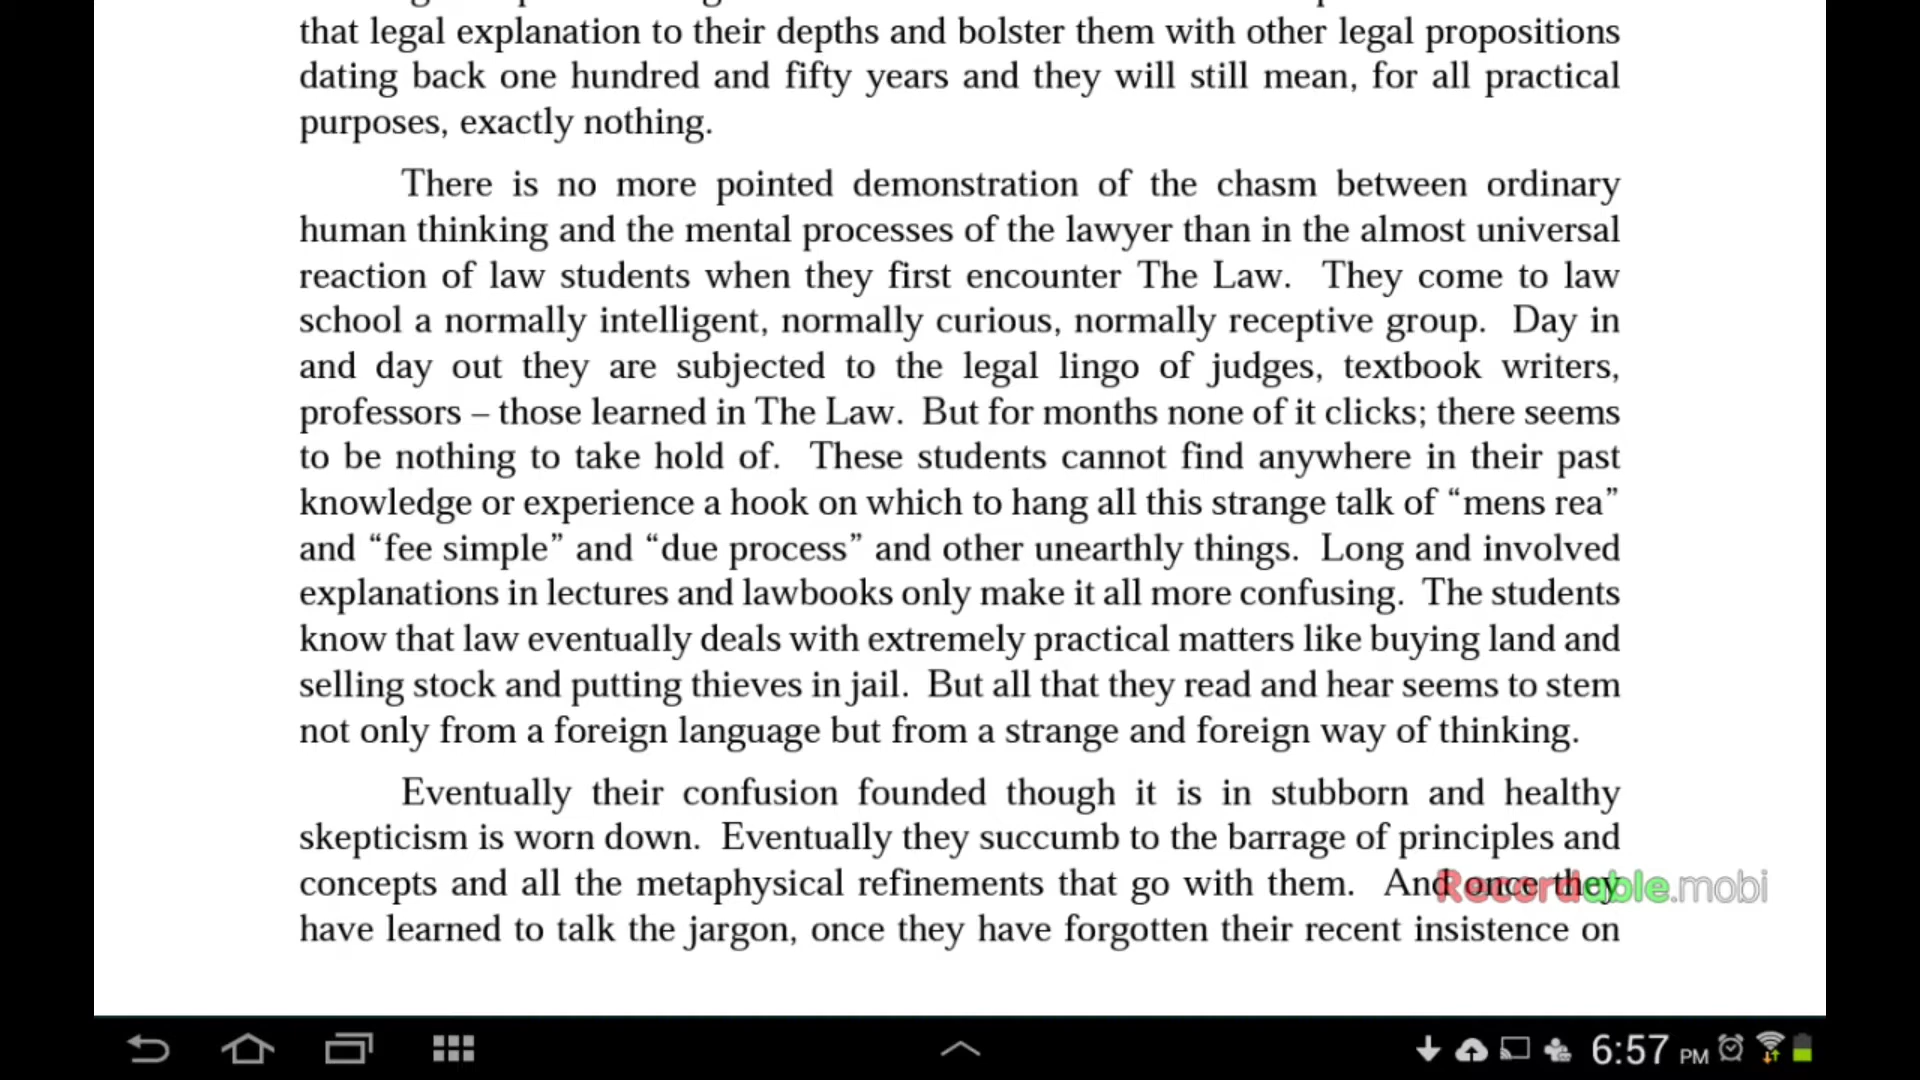 that legal explanation to their depths and bolster them with other legal propositions
dating back one hundred and fifty years and they will still mean, for all practical
purposes, exactly nothing.
There is no more pointed demonstration of the chasm between ordinary
human thinking and the mental processes of the lawyer than in the almost universal
reaction of law students when they first encounter The Law. They come to law
school a normally intelligent, normally curious, normally receptive group. Day in
and day out they are subjected to the legal lingo of judges, textbook writers,
professors – those learned in The Law. But for months none of it clicks; there seems
to be nothing to take hold of. These students cannot find anywhere in their past
knowledge or experience a hook on which to hang all this strange talk of “mens rea”
and “fee simple” and “due process” and other unearthly things. Long and involved
explanations in lectures and lawbooks only make it all more confusing. The students
know that law eventually deals with extremely practical matters like buying land and
selling stock and putting thieves in jail. But all that they read and hear seems to stem
not only from a foreign language but from a strange and foreign way of thinking.
Eventually their confusion founded though it is in stubborn and healthy
skepticism is worn down. Eventually they succumb to the barrage of principles and
concepts and all the metaphysical refinements that go with them. And once they
Recordable.mobi
have learned to talk the jargon, once they have forgotten their recent insistence on
6:57 PM